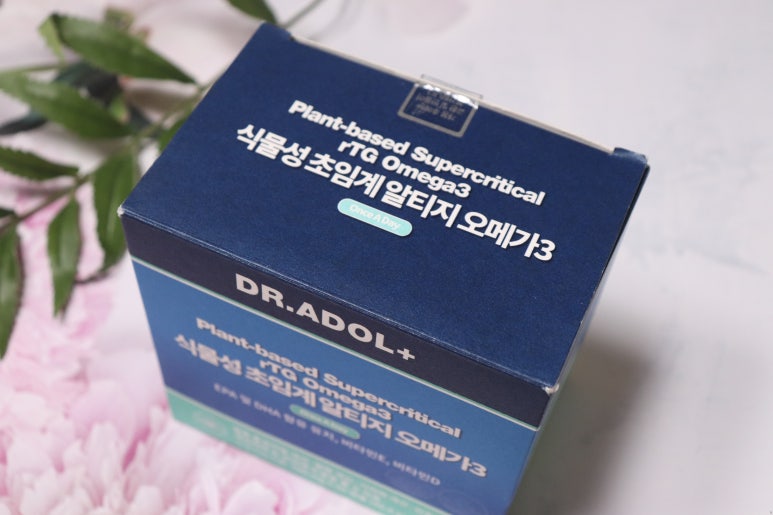 Plant-based Supercritical
rTG Omega3
식물성 초임계 알티지 오메가3
Once A Day
DR.ADOL+
Plant-based Supercritical
rTG Omega3
식물성 초임계 알티지 오메가3
EPA 및 DHA 함유 유지, 비타민E, 비타민D